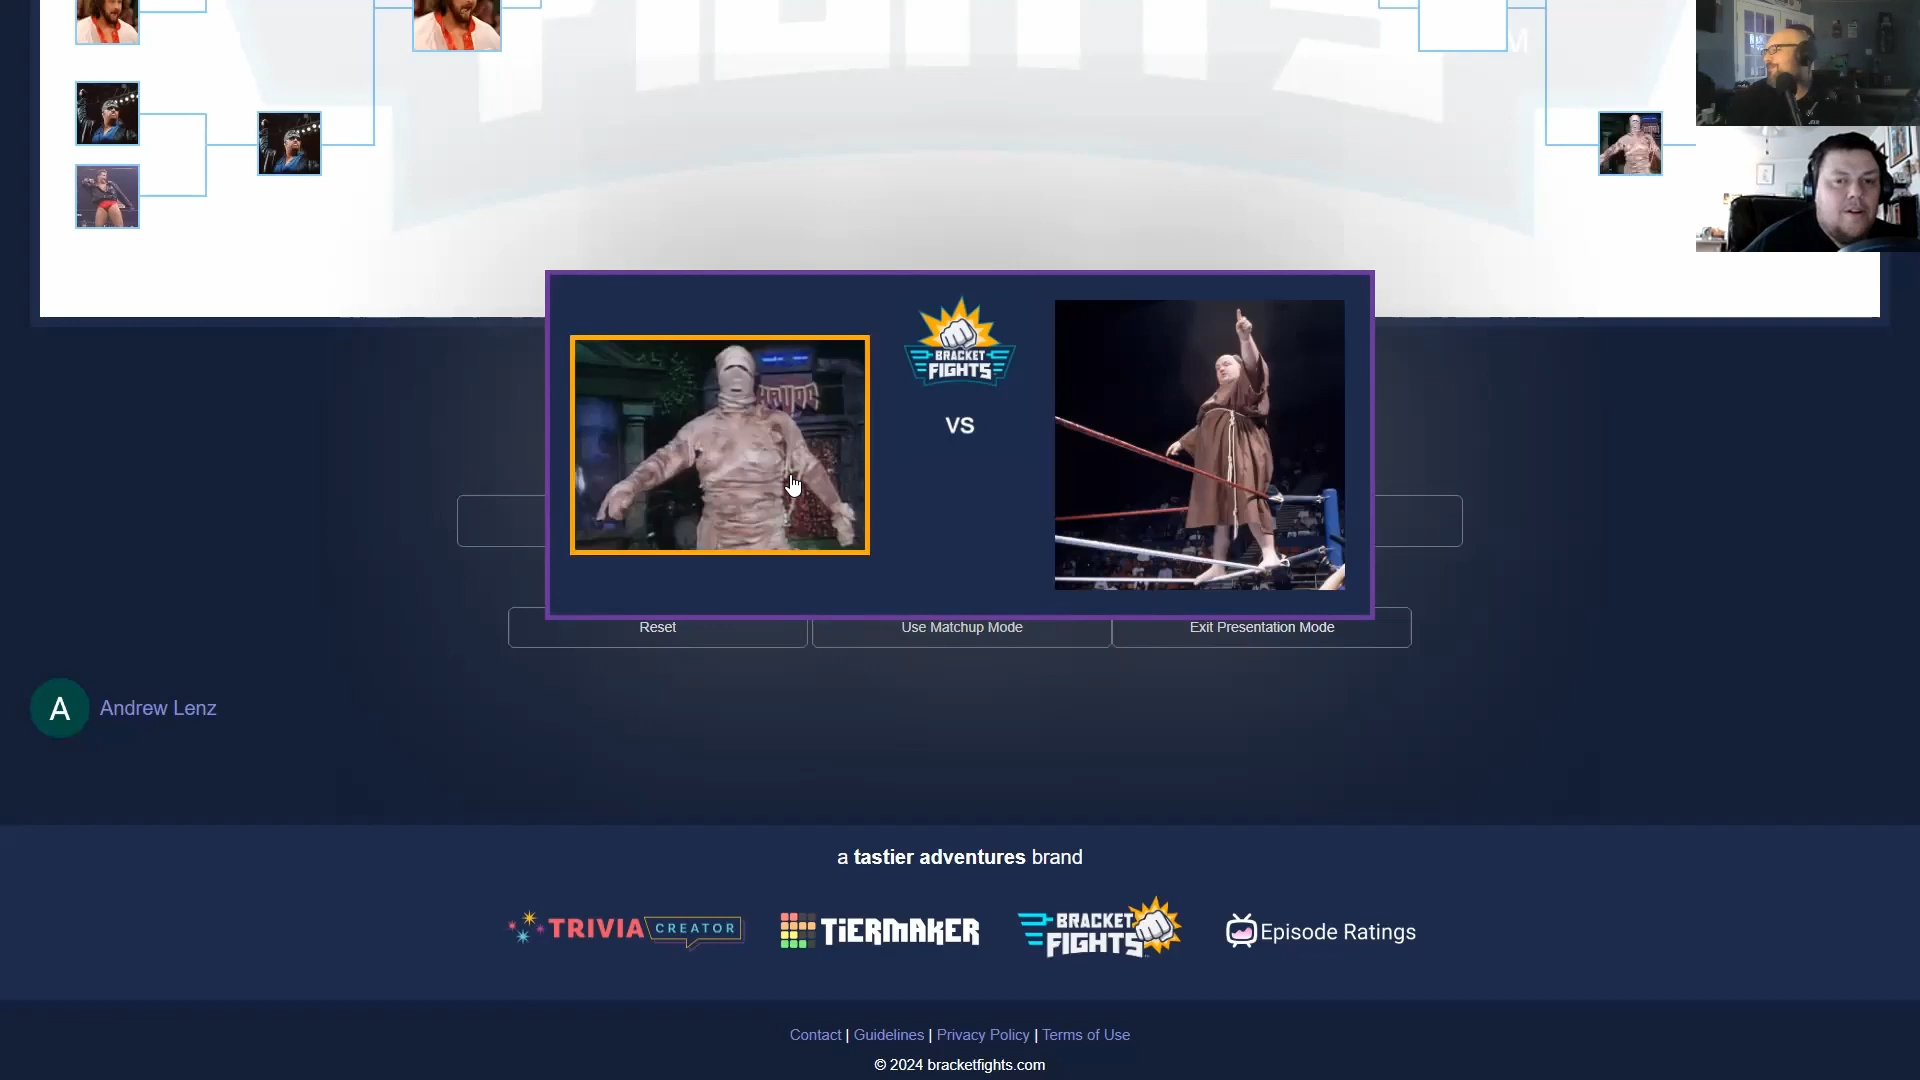 M
HAVOC
BRACKET
FIGHTS
VS
Reset
Use Matchup Mode
Exit Presentation Mode
A
Andrew Lenz
a tastier adventures brand
TRIVIA CREATOR
TiERMAKER
BRACKET
FIGHTS
Episode Ratings
Contact | Guidelines | Privacy Policy | Terms of Use
© 2024 bracketfights.com